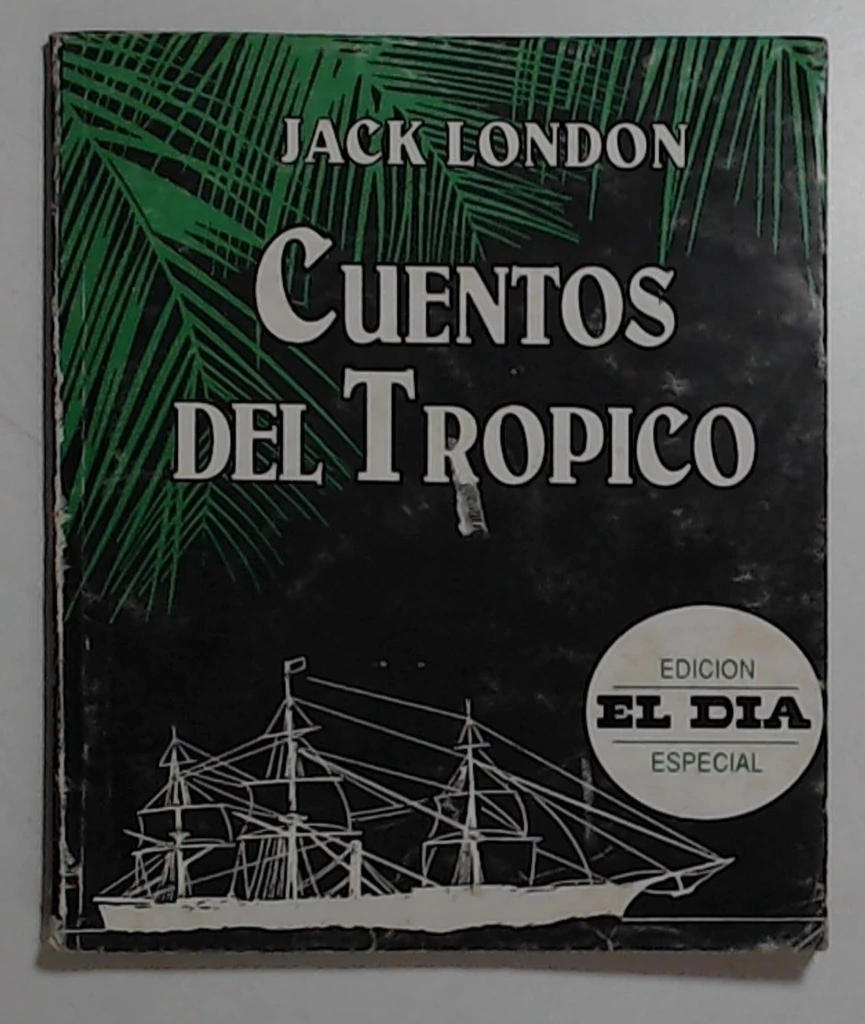 JACK LONDON
CUENTOS
DEL TROPICO
EDICION
EL DIA
ESPECIAL